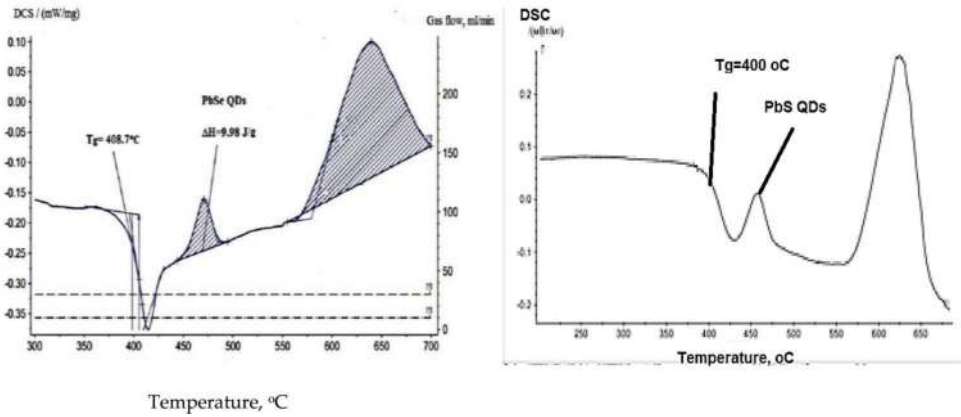 DCS / (mW/mg)
Gas flow, ml/min
0.10
0.05
0.00
-0.05
-0.10
-0.15
-0.20
-0.25
-0.30
-0.35
200
150
100
50
0
PbSe QDs
ΔH=9.98 J/g
Tg= 408.7°C
300 350 400 450 500 550 600 650 700
Temperature, °C
DSC
Tg=400 oC
PbS QDs
0.2
0.1
0.0
-0.1
-0.2
250 300 350 400 450 500 550 600 650
Temperature, oC